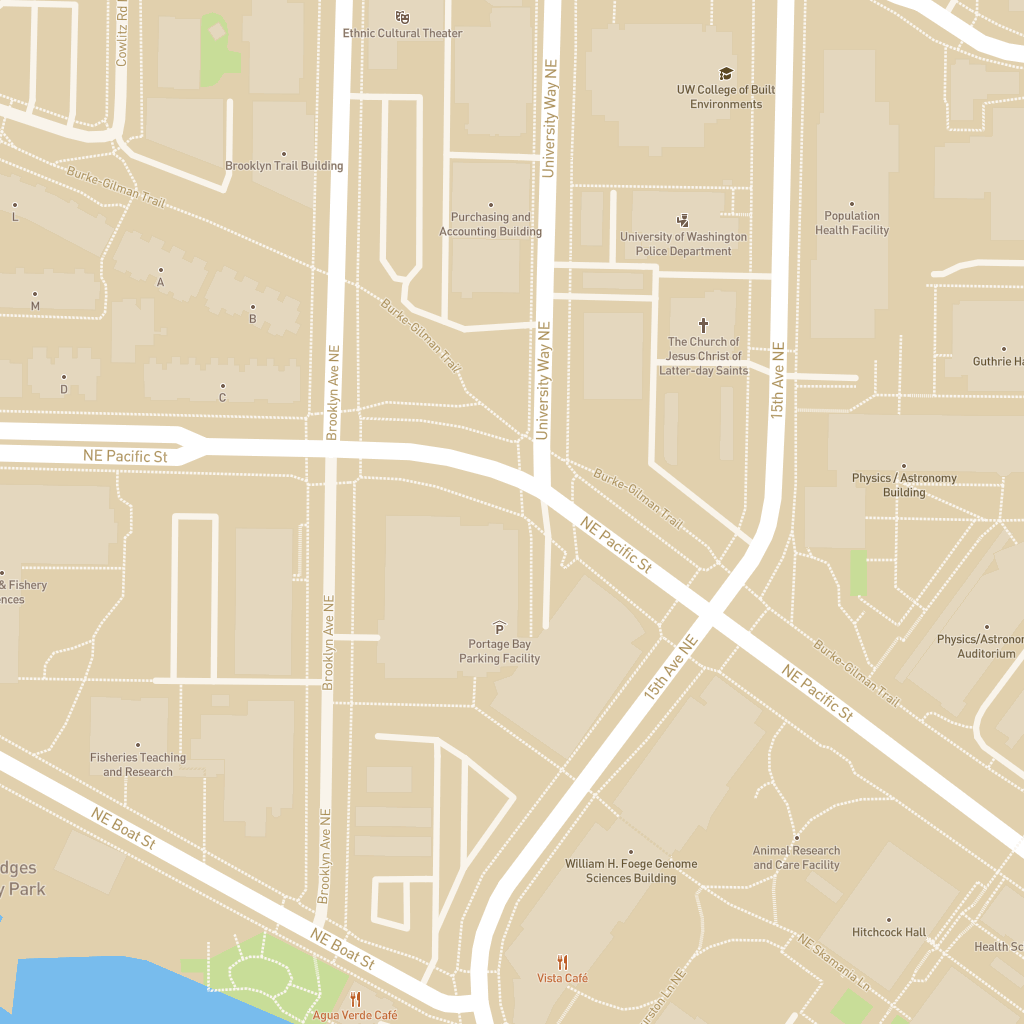 Cowlitz Rd
Ethnic Cultural Theater
University Way NE
UW College of Built
Environments
Brooklyn Trail Building
Burke-Gilman Trail
L
Purchasing and
Accounting Building
University of Washington
Police Department
Population
Health Facility
A
M
B
Burke-Gilman Trail
The Church of
Jesus Christ of
Latter-day Saints
Guthrie Ha
D
C
Brooklyn Ave NE
University Way NE
15th Ave NE
NE Pacific St
Burke-Gilman Trail
Physics / Astronomy
Building
NE Pacific St
& Fishery
ences
Brooklyn Ave NE
P
Portage Bay
Parking Facility
15th Ave NE
Physics/Astrono
Auditorium
Burke-Gilman Trail
NE Pacific St
Fisheries Teaching
and Research
NE Boat St
Brooklyn Ave NE
Animal Research
and Care Facility
William H. Foege Genome
Sciences Building
dges
y Park
Hitchcock Hall
NE Boat St
NE Skamania Ln
Health Sc
Vista Café
urston Ln NE
Agua Verde Café